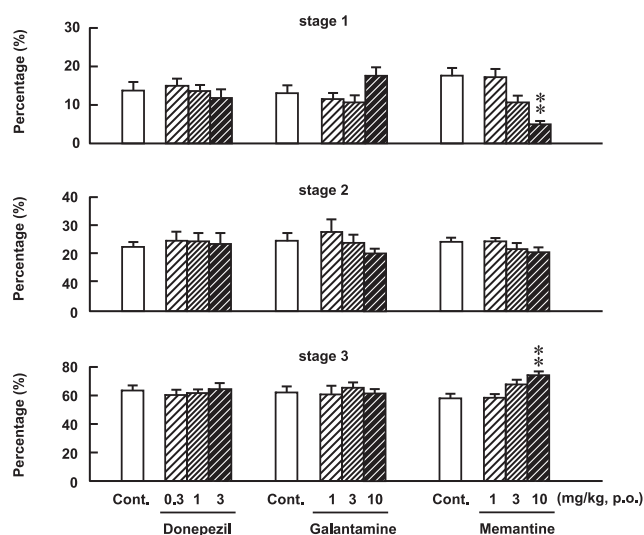 stage 1
Percentage (%)
30
20
10
0
**
stage 2
Percentage (%)
40
30
20
40
0
stage 3
Percentage (%)
80
60
40
20
0
**
Cont. 0.3 1 3 Cont. 1 3 10 Cont. 1 3 10 (mg/kg, p.o.)
Donepezil Galantamine Memantine